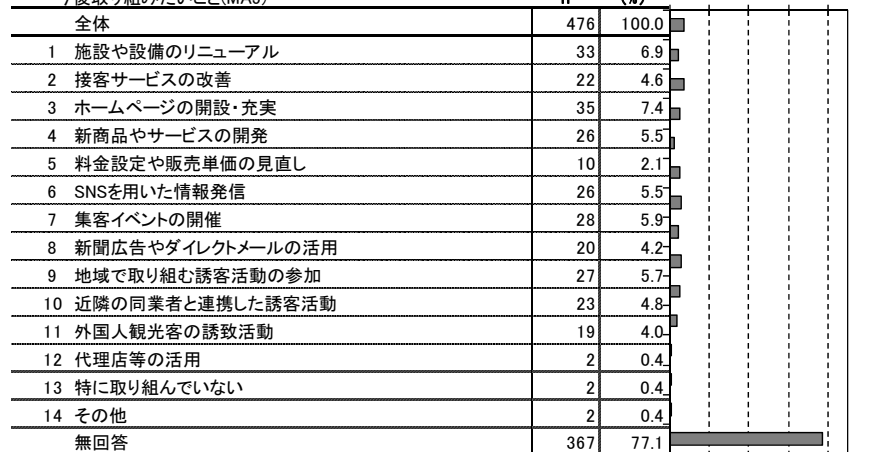 後取り組みたいこと(MA5) n (%)
全体 476 100.0
1 施設や設備のリニューアル 33 6.9
2 接客サービスの改善 22 4.6
3 ホームページの開設・充実 35 7.4
4 新商品やサービスの開発 26 5.5
5 料金設定や販売単価の見直し 10 2.1
6 SNSを用いた情報発信 26 5.5
7 集客イベントの開催 28 5.9
8 新聞広告やダイレクトメールの活用 20 4.2
9 地域で取り組む誘客活動の参加 27 5.7
10 近隣の同業者と連携した誘客活動 23 4.8
11 外国人観光客の誘致活動 19 4.0
12 代理店等の活用 2 0.4
13 特に取り組んでいない 2 0.4
14 その他 2 0.4
無回答 367 77.1